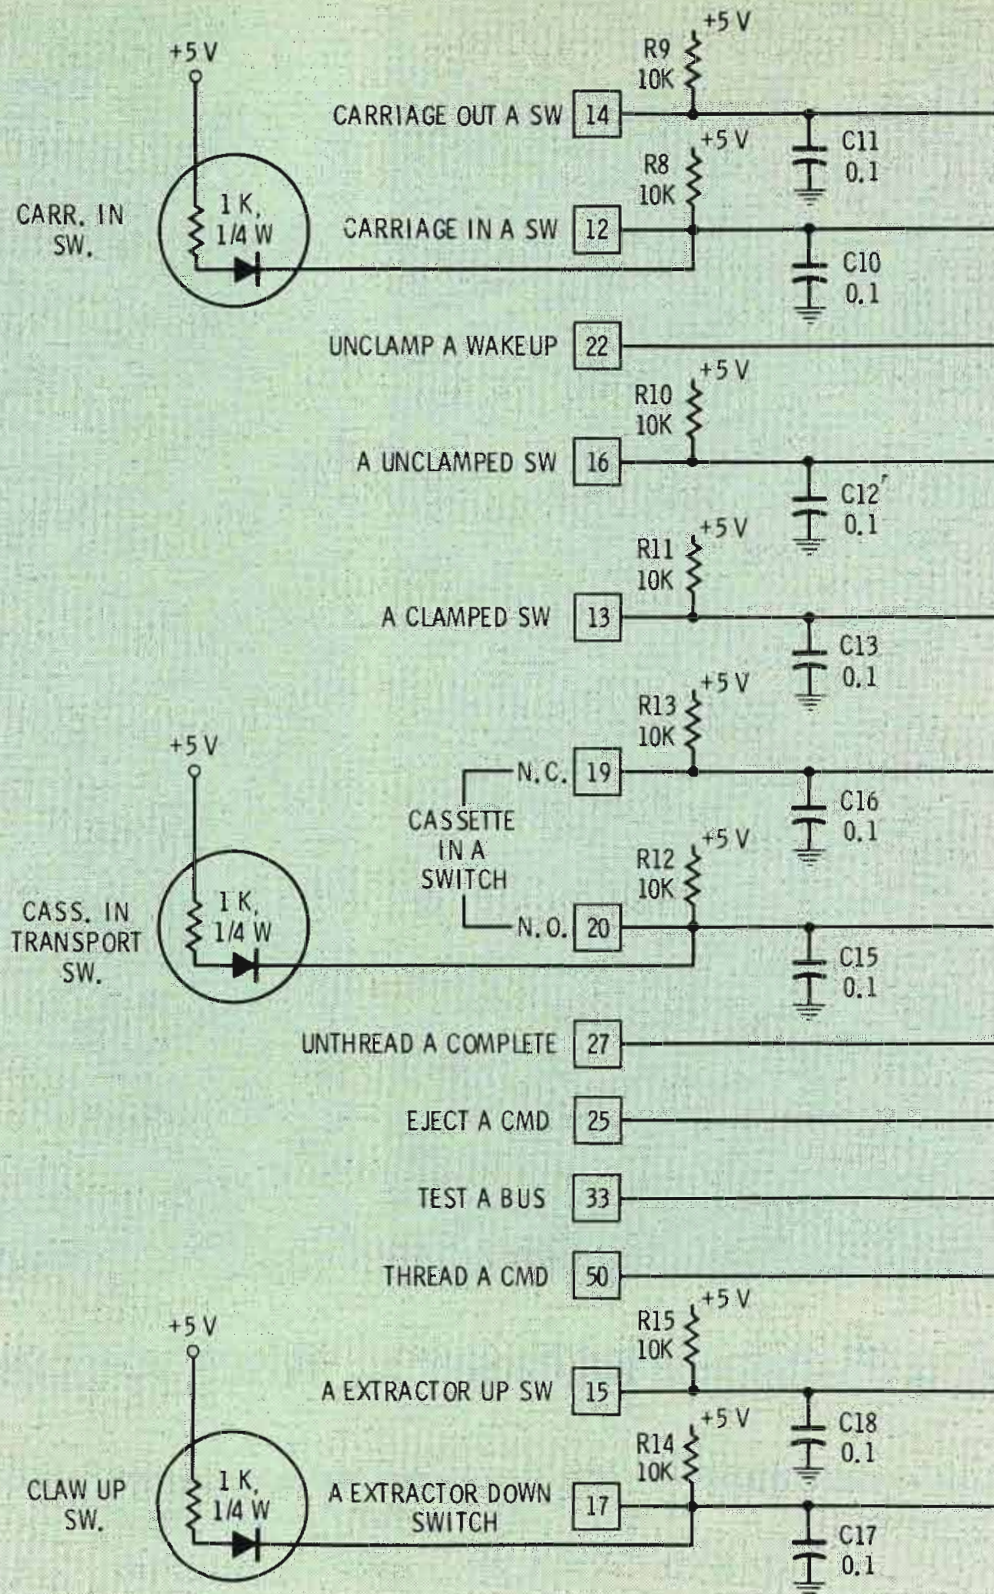 +5 V
R9
10K
+5 V
CARRIAGE OUT A SW 14
C11
0.1
+5 V
R8
10K
CARR. IN
SW.
1 K,
1/4 W
CARRIAGE IN A SW 12
C10
0.1
UNCLAMP A WAKEUP 22
+5 V
R10
10K
A UNCLAMPED SW 16
C12
0.1
+5 V
R11
10K
A CLAMPED SW 13
C13
0.1
+5 V
R13
10K
+5 V
N.C. 19
C16
0.1
CASSETTE
IN A
SWITCH
+5 V
R12
10K
CASS. IN
TRANSPORT
SW.
1 K,
1/4 W
N.O. 20
C15
0.1
UNTHREAD A COMPLETE 27
EJECT A CMD 25
TEST A BUS 33
THREAD A CMD 50
+5 V
R15
10K
+5 V
A EXTRACTOR UP SW 15
C18
0.1
+5 V
R14
10K
CLAW UP
SW.
1 K,
1/4 W
A EXTRACTOR DOWN
SWITCH
17
C17
0.1